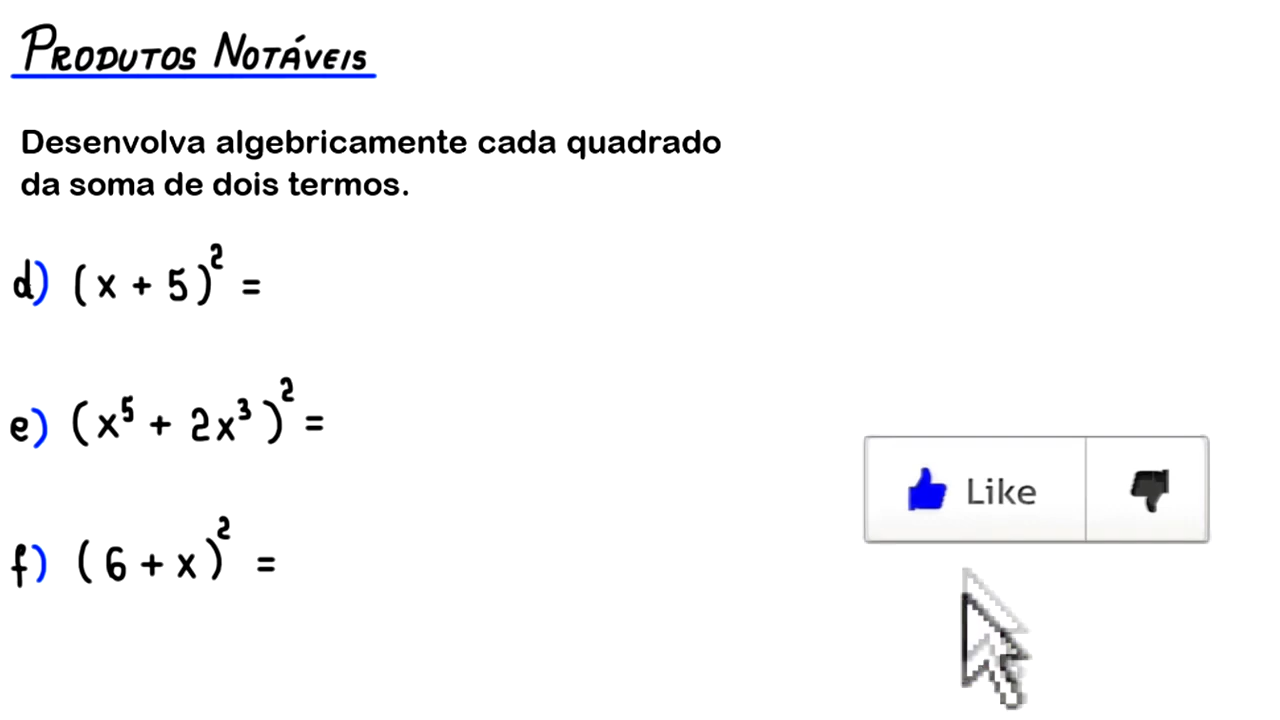 PRODUTOS NOTÁVEIS
Desenvolva algebricamente cada quadrado
da soma de dois termos.
d) (x + 5)² =
e) (x⁵ + 2x³)² =
Like
f) (6 + x)² =